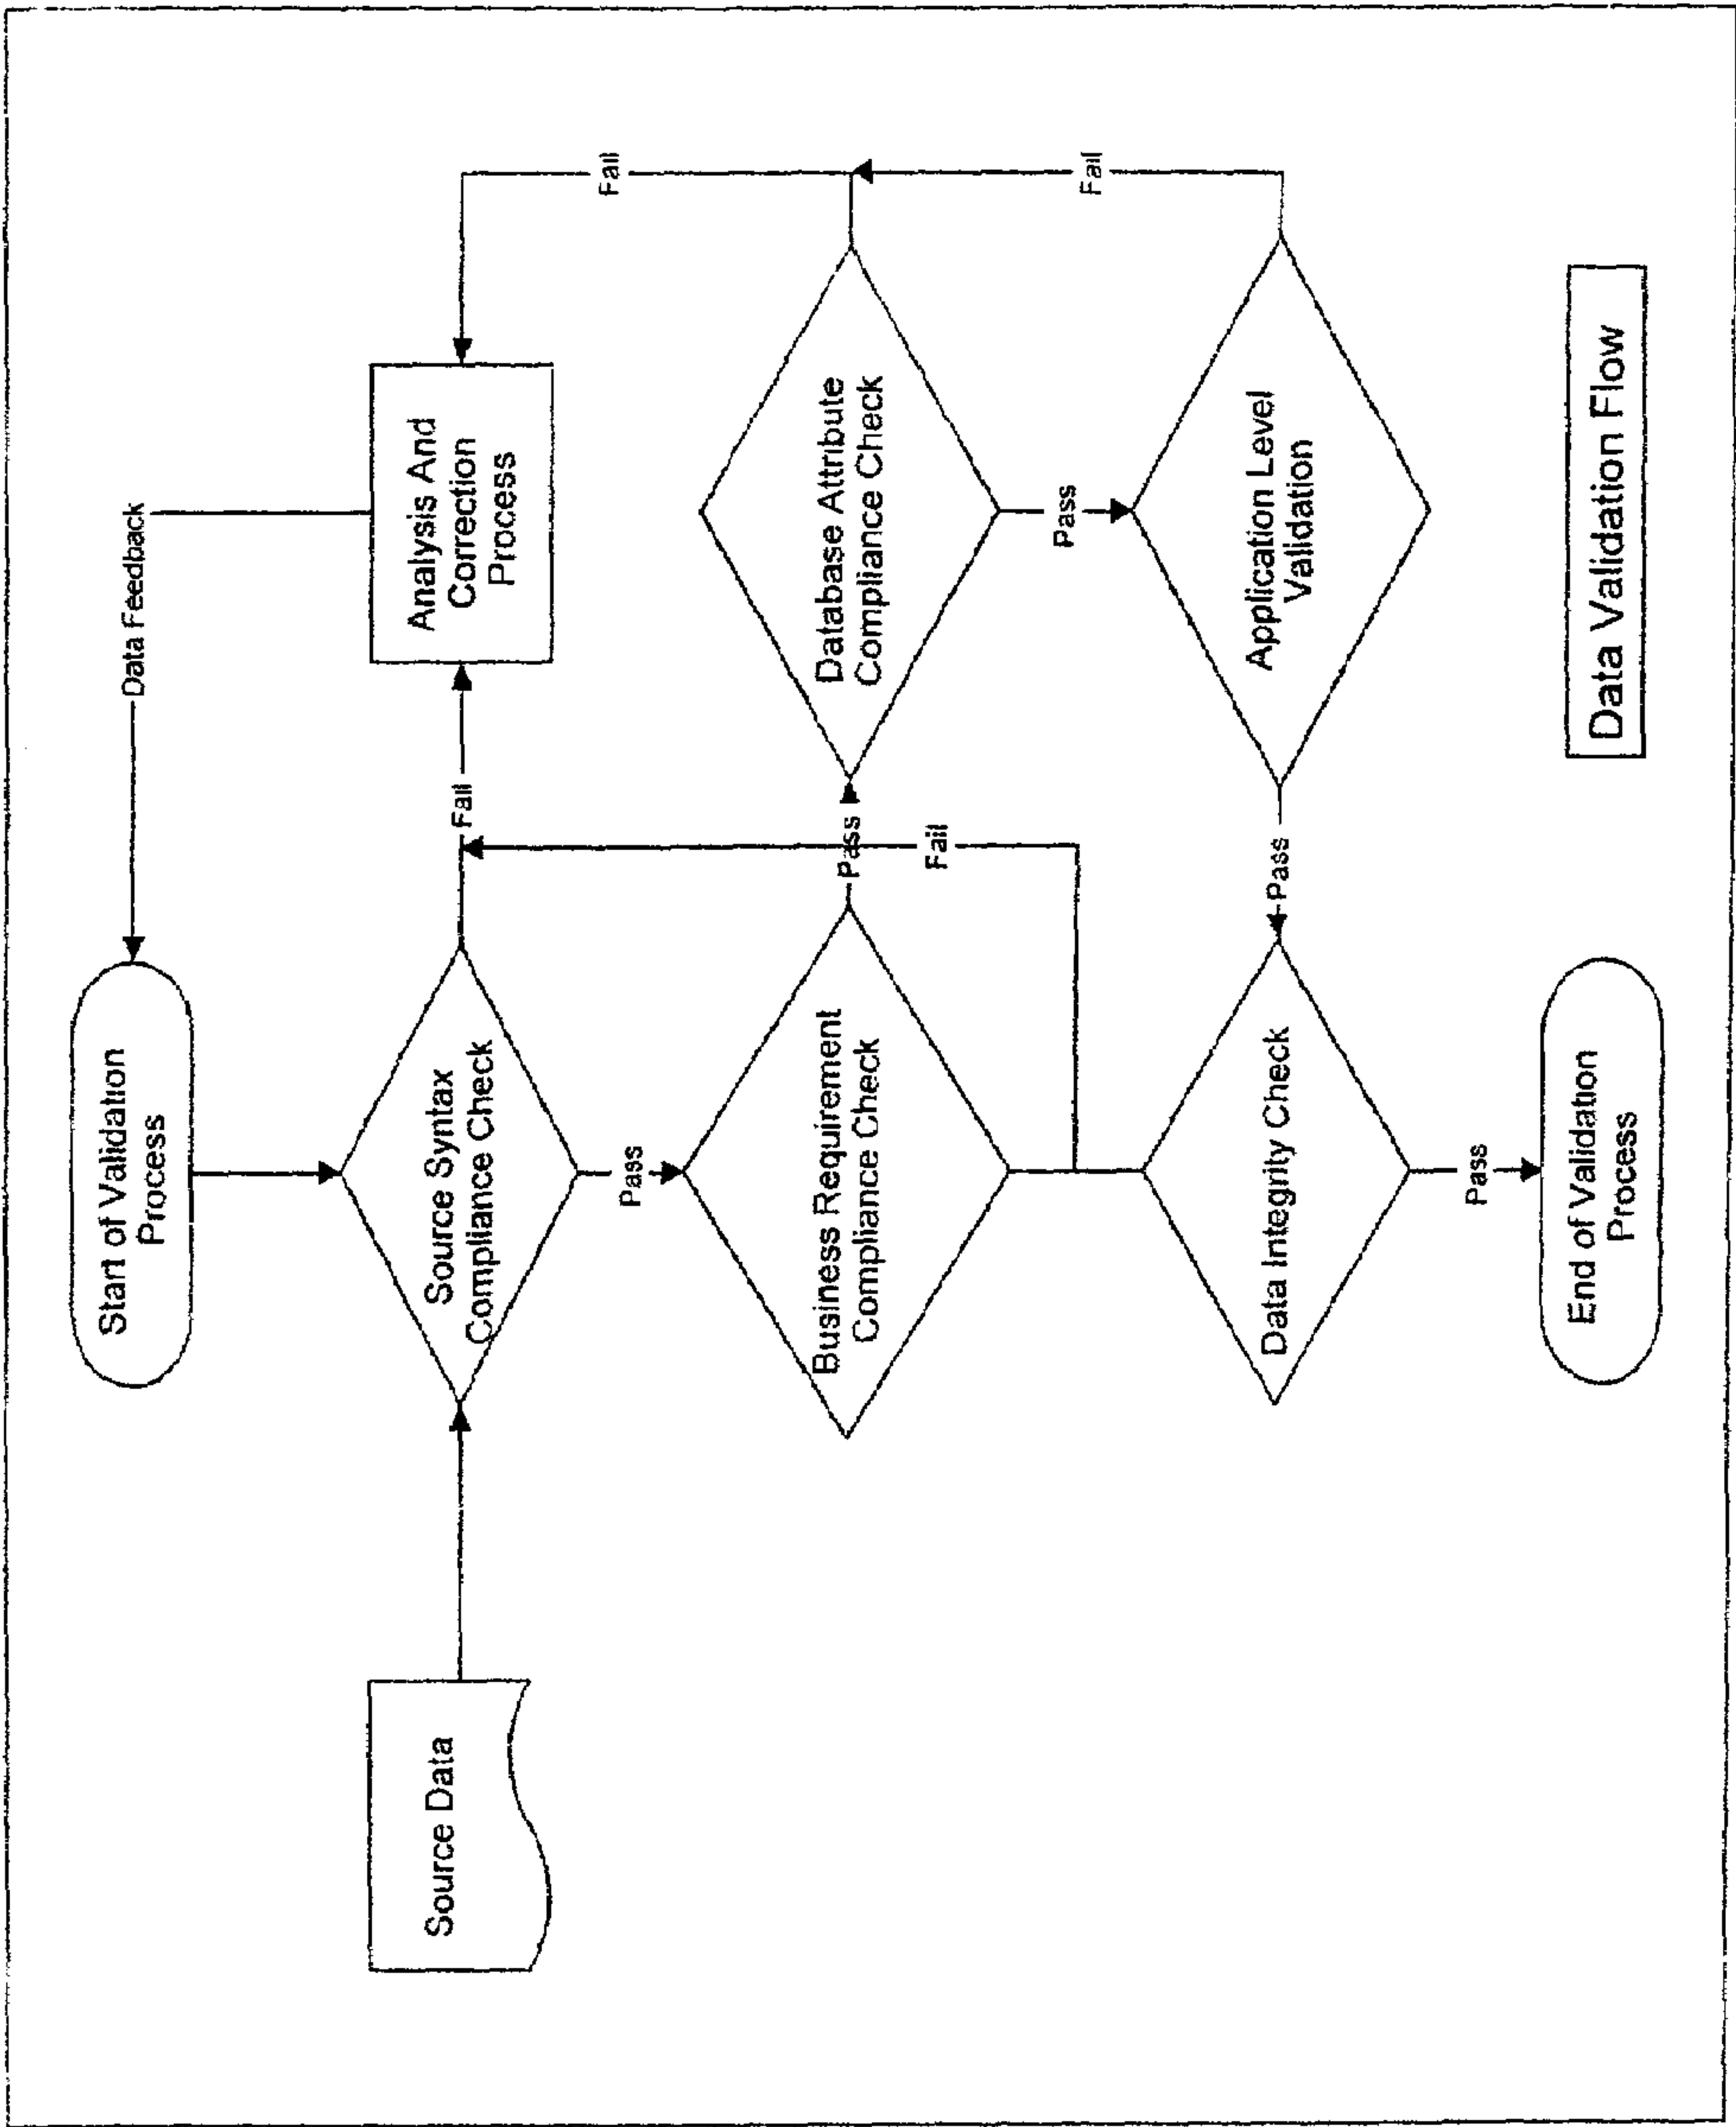 Start of Validation
Process
Data Feedback
Source Data
Source Syntax
Compliance Check
Fail
Analysis And
Correction
Process
Fail
Pass
Business Requirement
Compliance Check
Pass
Database Attribute
Compliance Check
Fail
Pass
Fail
Data Integrity Check
Pass
Application Level
Validation
Pass
End of Validation
Process
Data Validation Flow